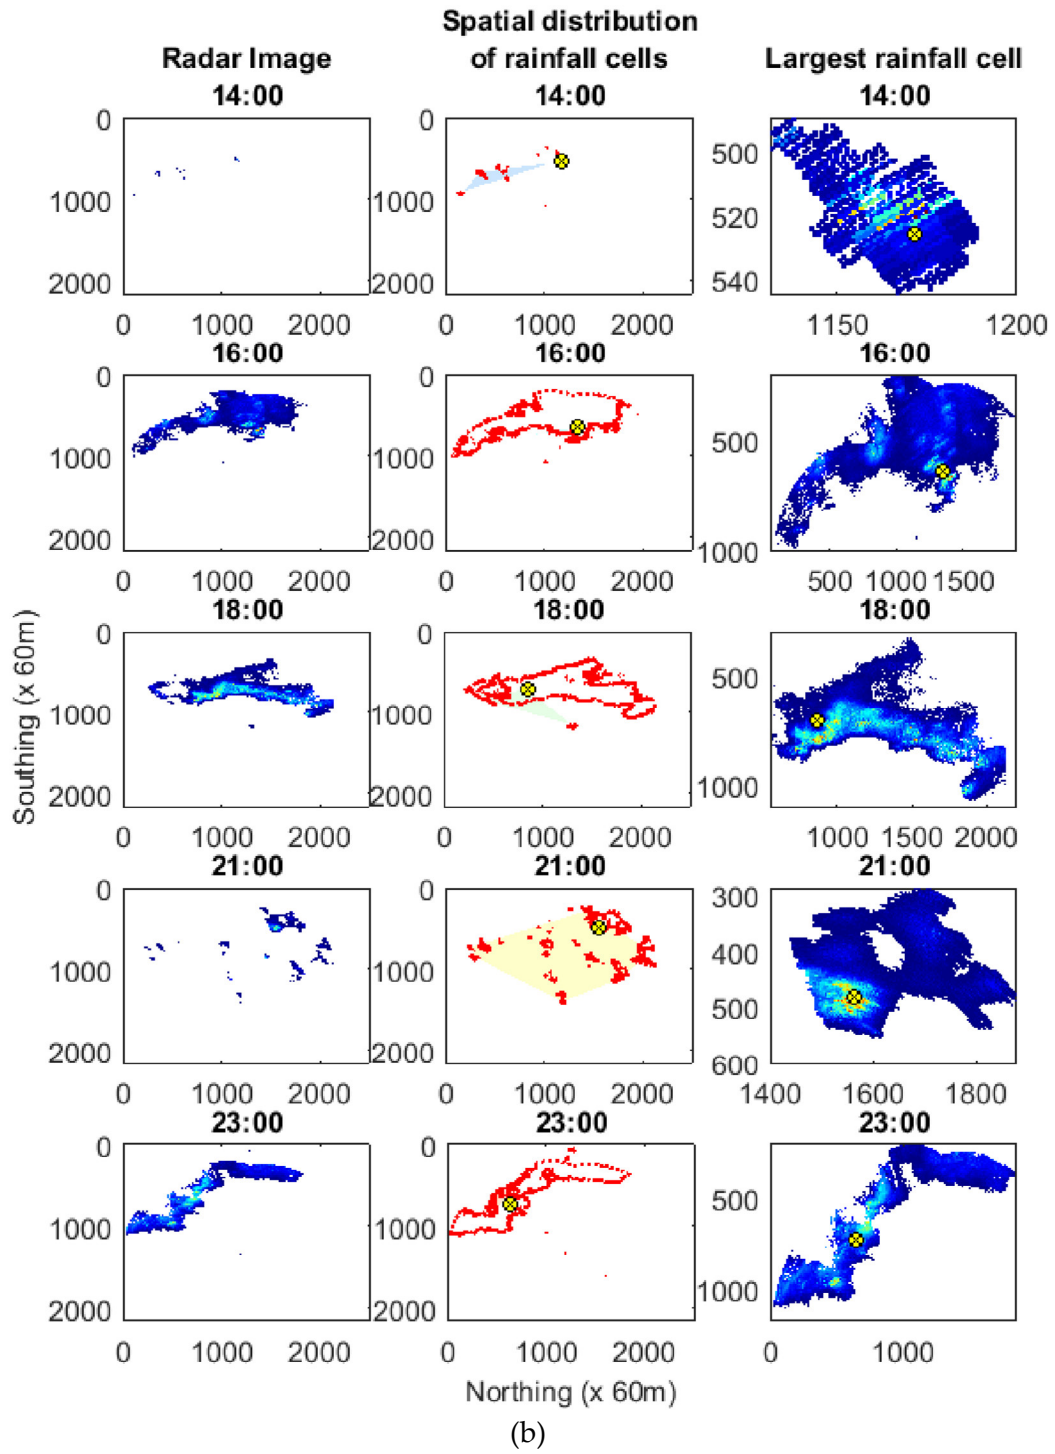 Spatial distribution
Radar Image of rainfall cells Largest rainfall cell
14:00 14:00 14:00
0 0
500
1000 1000
520
2000 2000
540
0 1000 2000 0 1000 2000 1150 1200
16:00 16:00 16:00
0 0
500
1000 1000
2000 2000
1000
0 1000 2000 0 1000 2000 500 1000 1500
18:00 18:00 18:00
0 0
500
1000 1000
1000
2000 2000
0 1000 2000 0 1000 2000 1000 1500 2000
21:00 21:00 21:00
0 0 300
400
1000 1000
500
2000 2000 600
0 1000 2000 0 1000 2000 1400 1600 1800
23:00 23:00 23:00
0 0
500
1000 1000
1000
2000 2000
0 1000 2000 0 1000 2000 0 1000
Southing (x 60m)
Northing (x 60m)
(b)